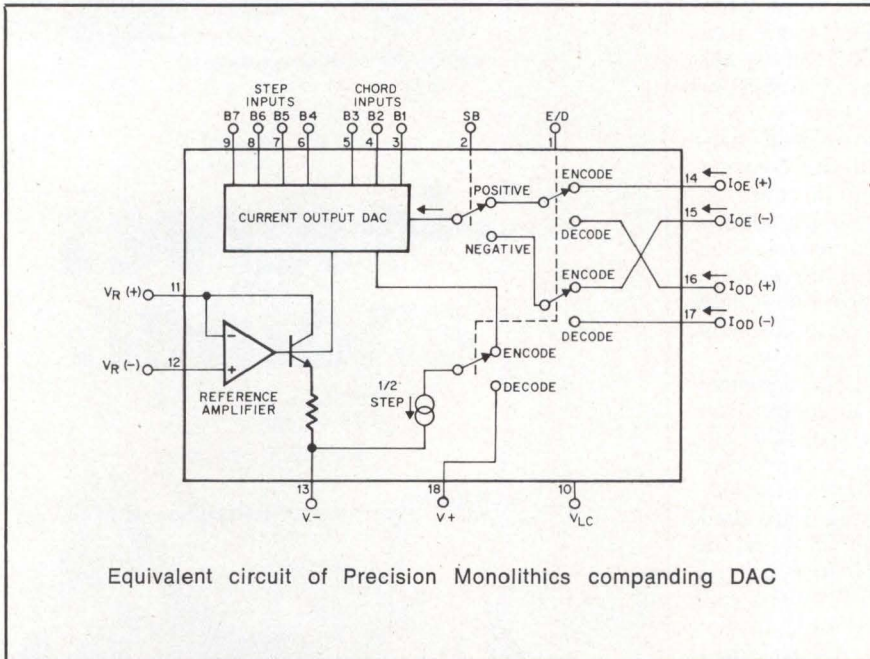 STEP INPUTS
CHORD INPUTS
B7 B6 B5 B4 B3 B2 B1 SB E/D
9 8 7 6 5 4 3 2 1
CURRENT OUTPUT DAC
POSITIVE
NEGATIVE
ENCODE
DECODE
ENCODE
DECODE
14 IOE (+)
15 IOE (-)
16 IOD (+)
17 IOD (-)
VR (+) 11
VR (-) 12
REFERENCE
AMPLIFIER
1/2
STEP
ENCODE
DECODE
13 18 10
V- V+ VLC
Equivalent circuit of Precision Monolithics companding DAC